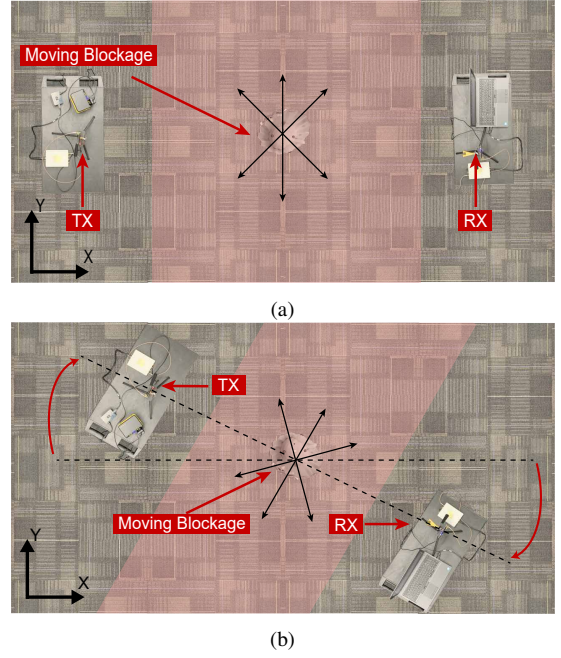 Moving Blockage
TX
RX
Y
X
(a)
TX
Moving Blockage
RX
Y
X
(b)